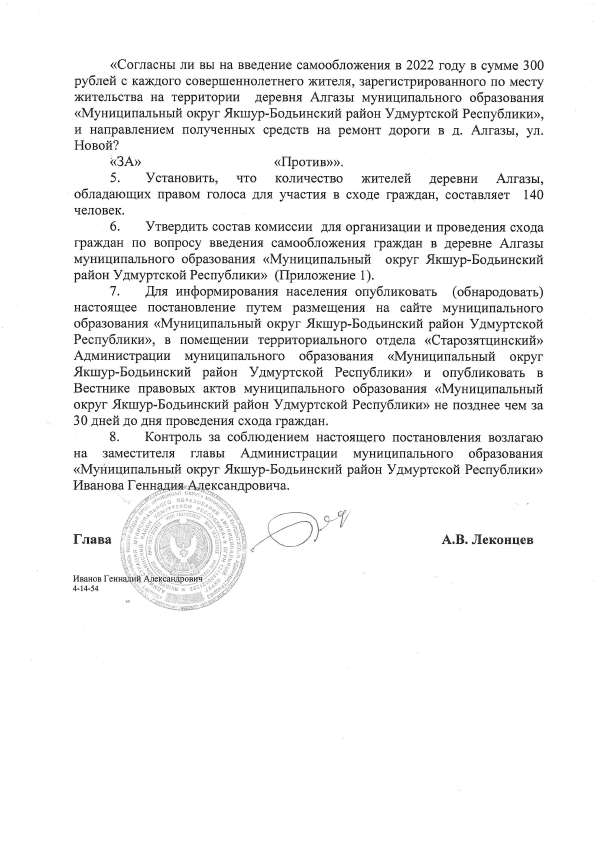 «Согласны ли вы на введение самообложения в 2022 году в сумме 300
рублей с каждого совершеннолетнего жителя, зарегистрированного по месту
жительства на территории деревня Алгазы муниципального образования
«Муниципальный округ Якшур-Бодьинский район Удмуртской Республики»,
и направлением полученных средств на ремонт дороги в д. Алгазы, ул.
Новой?
«ЗА» «Против»».
5. Установить, что количество жителей деревни Алгазы,
обладающих правом голоса для участия в сходе граждан, составляет 140
человек.
6. Утвердить состав комиссии для организации и проведения схода
граждан по вопросу введения самообложения граждан в деревне Алгазы
муниципального образования «Муниципальный округ Якшур-Бодьинский
район Удмуртской Республики» (Приложение 1).
7. Для информирования населения опубликовать (обнародовать)
настоящее постановление путем размещения на сайте муниципального
образования «Муниципальный округ Якшур-Бодьинский район Удмуртской
Республики», в помещении территориального отдела «Старозятцинский»
Администрации муниципального образования «Муниципальный округ
Якшур-Бодьинский район Удмуртской Республики» и опубликовать в
Вестнике правовых актов муниципального образования «Муниципальный
округ Якшур-Бодьинский район Удмуртской Республики» не позднее чем за
30 дней до дня проведения схода граждан.
8. Контроль за соблюдением настоящего постановления возлагаю
на заместителя главы Администрации муниципального образования
«Муниципальный округ Якшур-Бодьинский район Удмуртской Республики»
Иванова Геннадия Александровича.
Глава А.В. Леконцев
Иванов Геннадий Александрович
4-14-54